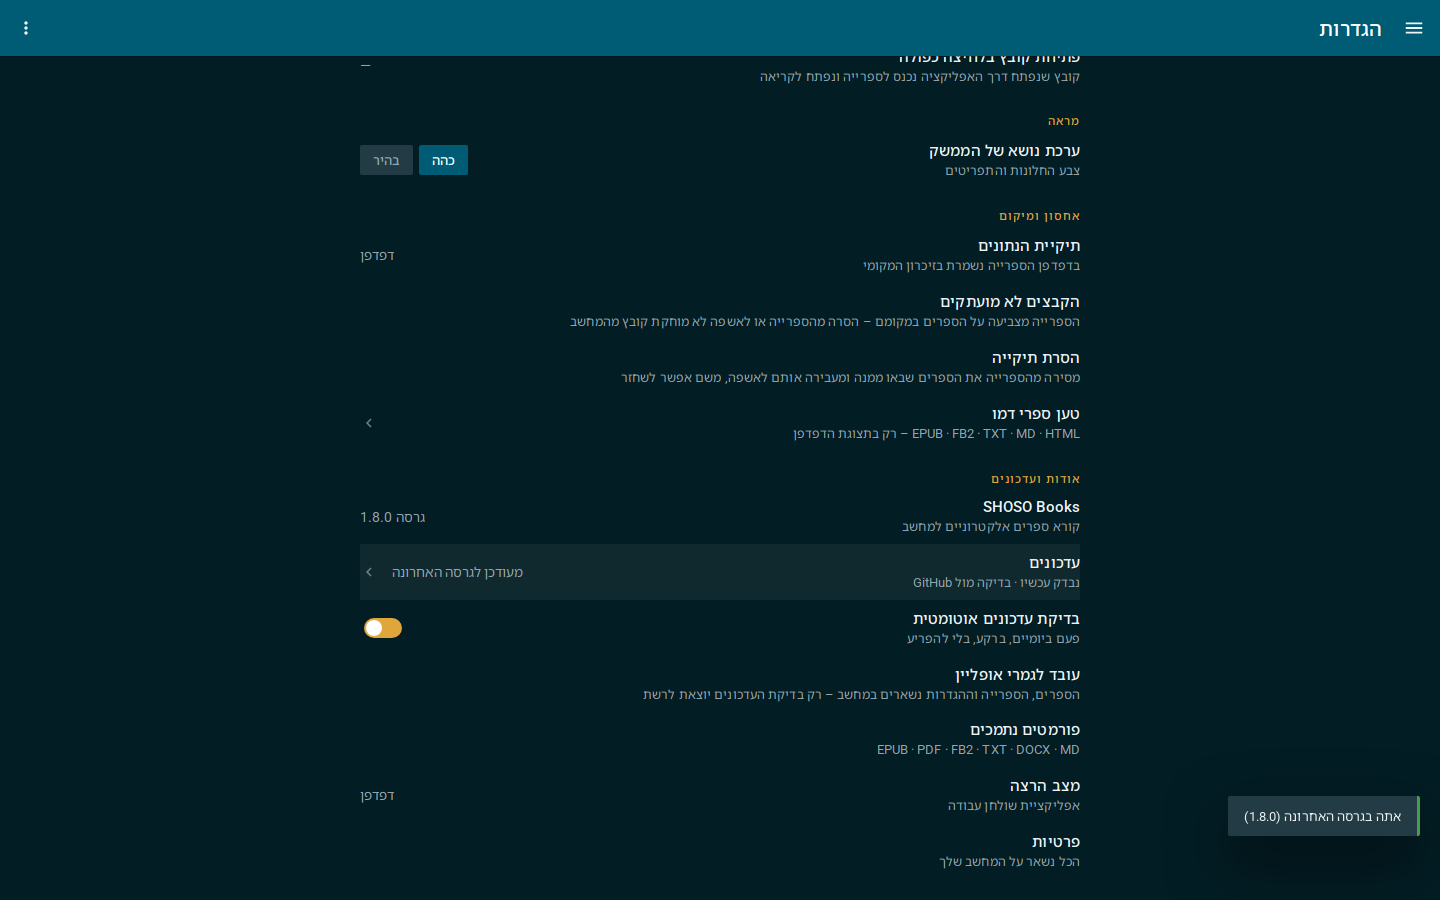 הגדרות
פתיחת קובץ בלחיצה כפולה
—
קובץ שנפתח דרך האפליקציה נכנס לספרייה ונפתח לקריאה
מראה
ערכת נושא של הממשק
כהה
בהיר
צבע החלונות והתפריטים
אחסון ומיקום
תיקיית הנתונים
דפדפן
בדפדפן הספרייה נשמרת בזיכרון המקומי
הקבצים לא מועתקים
הספרייה מצביעה על הספרים במקומם – הסרה מהספרייה או לאשפה לא מוחקת קובץ מהמחשב
הסרת תיקייה
מסירה מהספרייה את הספרים שבאו ממנה ומעבירה אותם לאשפה, משם אפשר לשחזר
טען ספרי דמו
EPUB · FB2 · TXT · MD · HTML – רק בתצוגת הדפדפן
אודות ועדכונים
SHOSO Books
גרסה 1.8.0
קורא ספרים אלקטרוניים למחשב
עדכונים
מעודכן לגרסה האחרונה
נבדק עכשיו · בדיקה מול GitHub
בדיקת עדכונים אוטומטית
פעם ביומיים, ברקע, בלי להפריע
עובד לגמרי אופליין
הספרים, הספרייה וההגדרות נשארים במחשב – רק בדיקת העדכונים יוצאת לרשת
פורמטים נתמכים
EPUB · PDF · FB2 · TXT · DOCX · MD
מצב הרצה
דפדפן
אפליקציית שולחן עבודה
אתה בגרסה האחרונה (1.8.0)
פרטיות
הכל נשאר על המחשב שלך